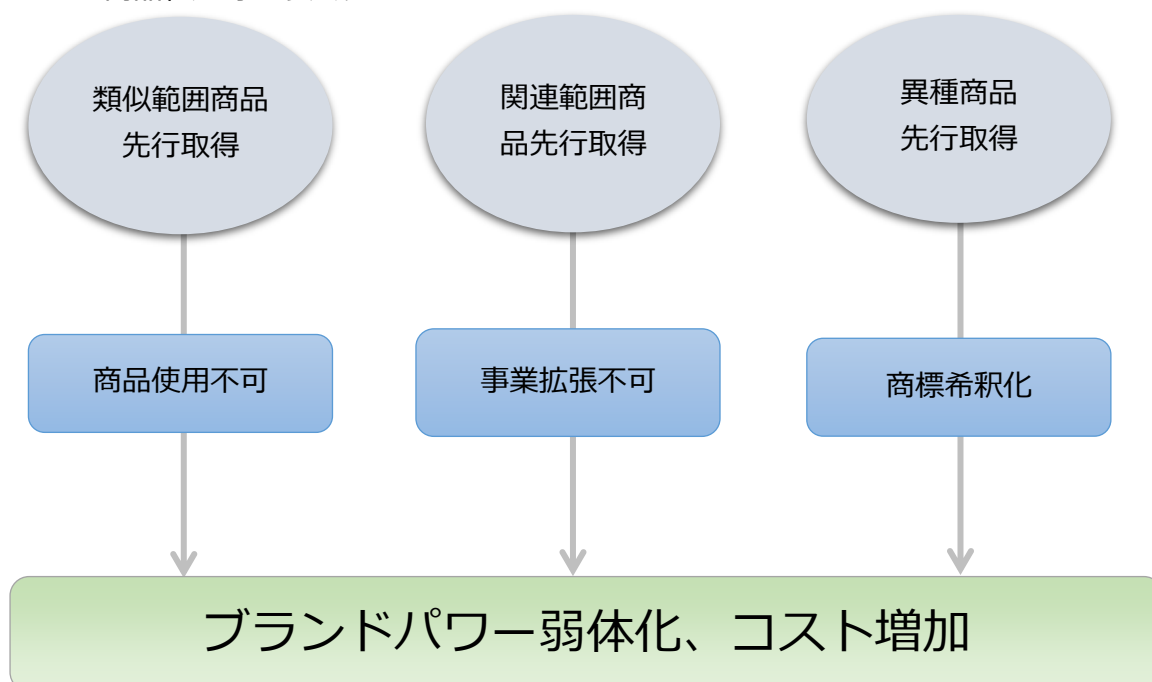 類似範囲商品
先行取得
関連範囲商
品先行取得
異種商品
先行取得
商品使用不可
事業拡張不可
商標希釈化
ブランドパワー弱体化、コスト増加